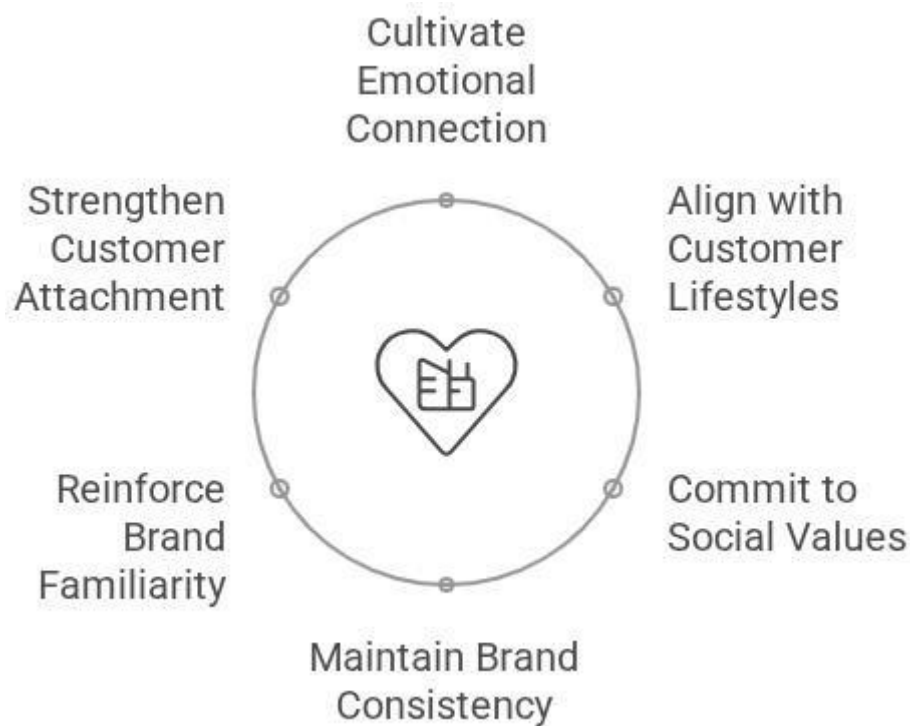 Cultivate
Emotional
Connection
Align with
Customer
Lifestyles
Commit to
Social Values
Maintain Brand
Consistency
Reinforce
Brand
Familiarity
Strengthen
Customer
Attachment